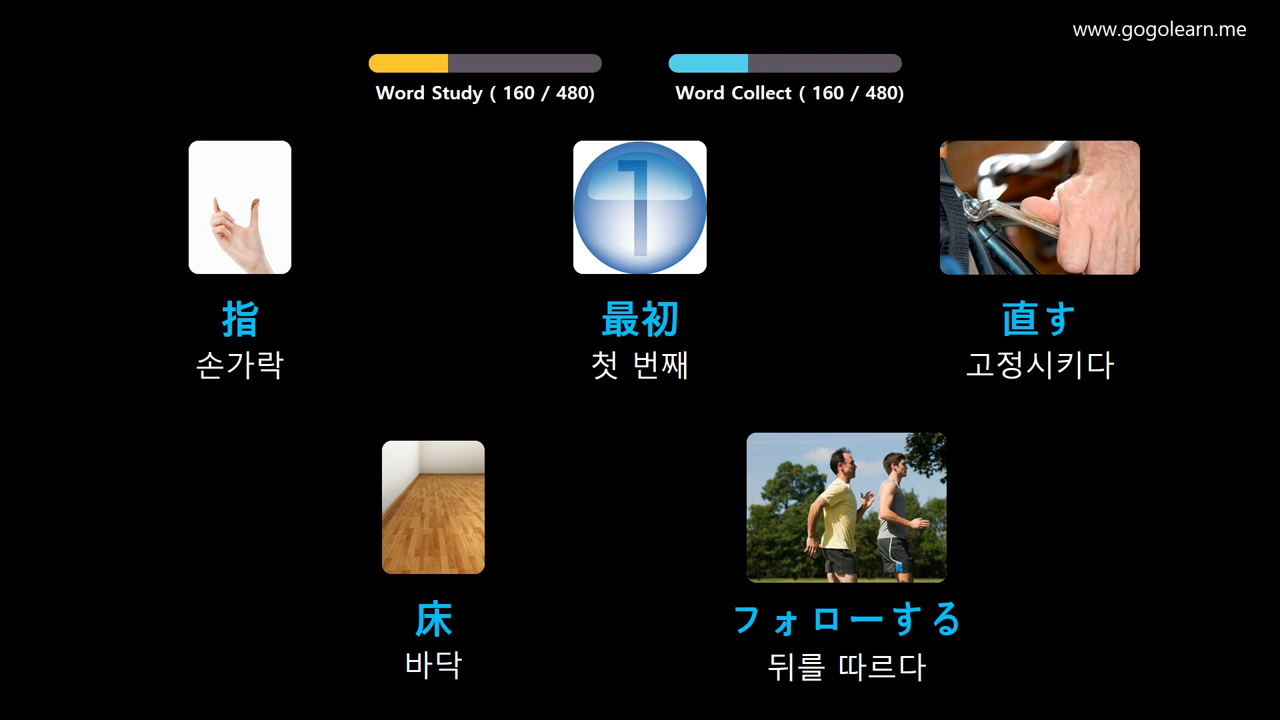 www.gogolearn.me
Word Study ( 160 / 480)
Word Collect ( 160 / 480)
1
指
손가락
最初
첫 번째
直す
고정시키다
床
바닥
フォローする
뒤를 따르다